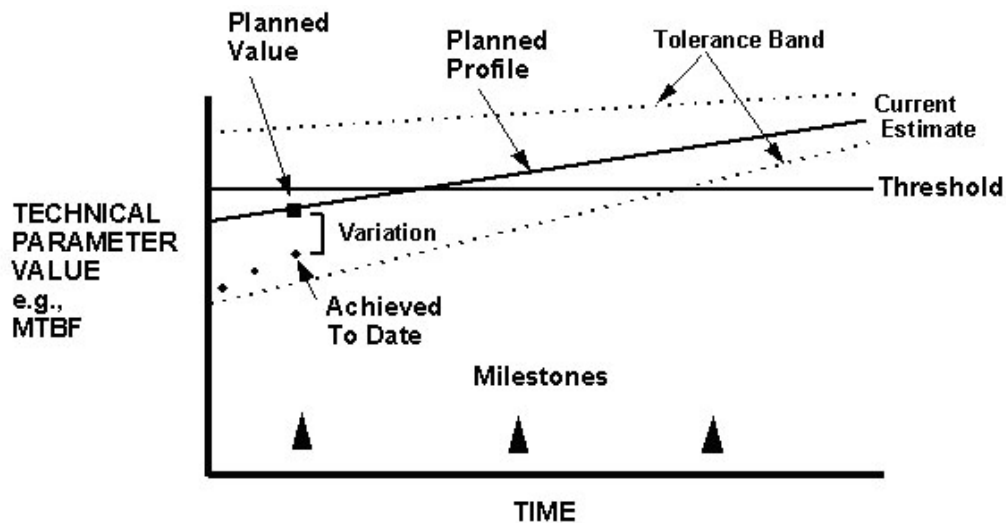 Planned
Value
Planned
Profile
Tolerance Band
Current
Estimate
Threshold
TECHNICAL
PARAMETER
VALUE
e.g.,
MTBF
Variation
Achieved
To Date
Milestones
TIME